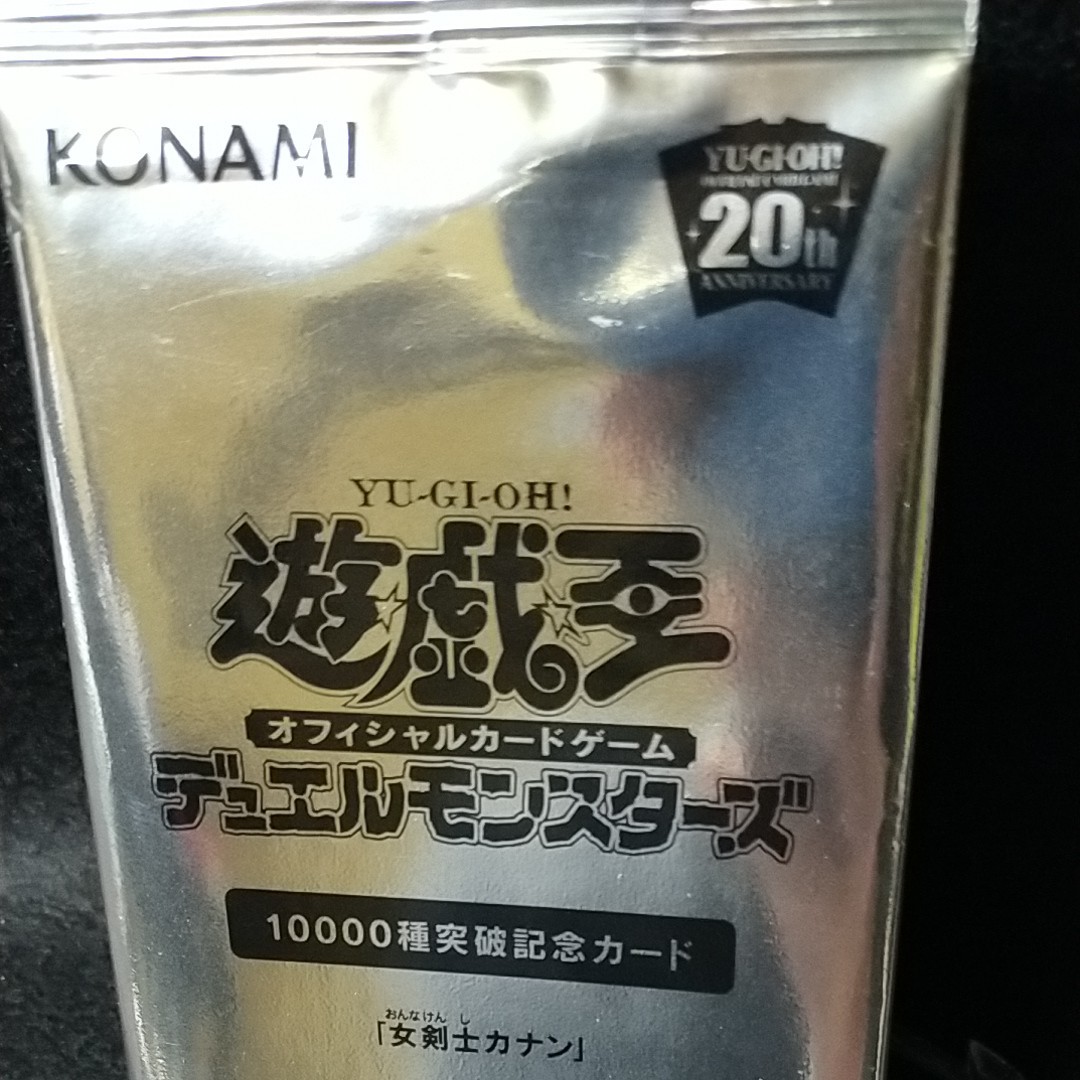 KONAMI
YU-GI-OH!
20th
ANNIVERSARY
YU-GI-OH!
遊戯王
オフィシャルカードゲーム
デュエルモンスターズ
10000種突破記念カード
おんなけんし
「女剣士カナン」